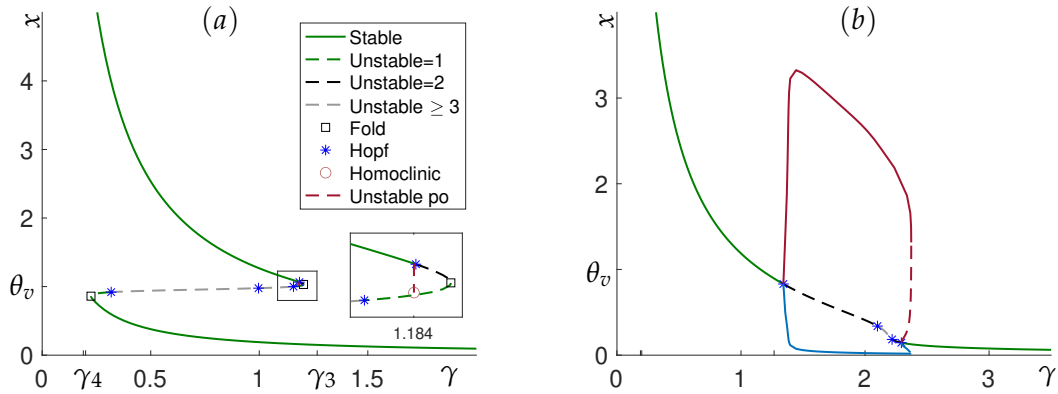 (a)
x
4
3
2
1
θv
0
0
γ4
0.5
1
γ3
1.5
γ
Stable
Unstable=1
Unstable=2
Unstable ≥ 3
Fold
Hopf
Homoclinic
Unstable po
1.184
(b)
x
3
2
1
θv
0
0
1
2
3
γ